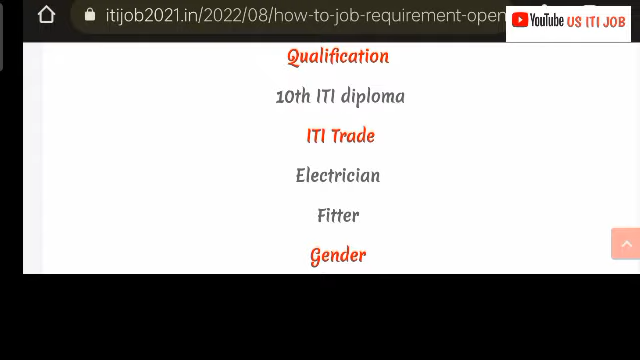 itijob2021.in/2022/08/how-to-job-requirement-open
YouTube US ITI JOB
Qualification
10th ITI diploma
ITI Trade
Electrician
Fitter
Gender